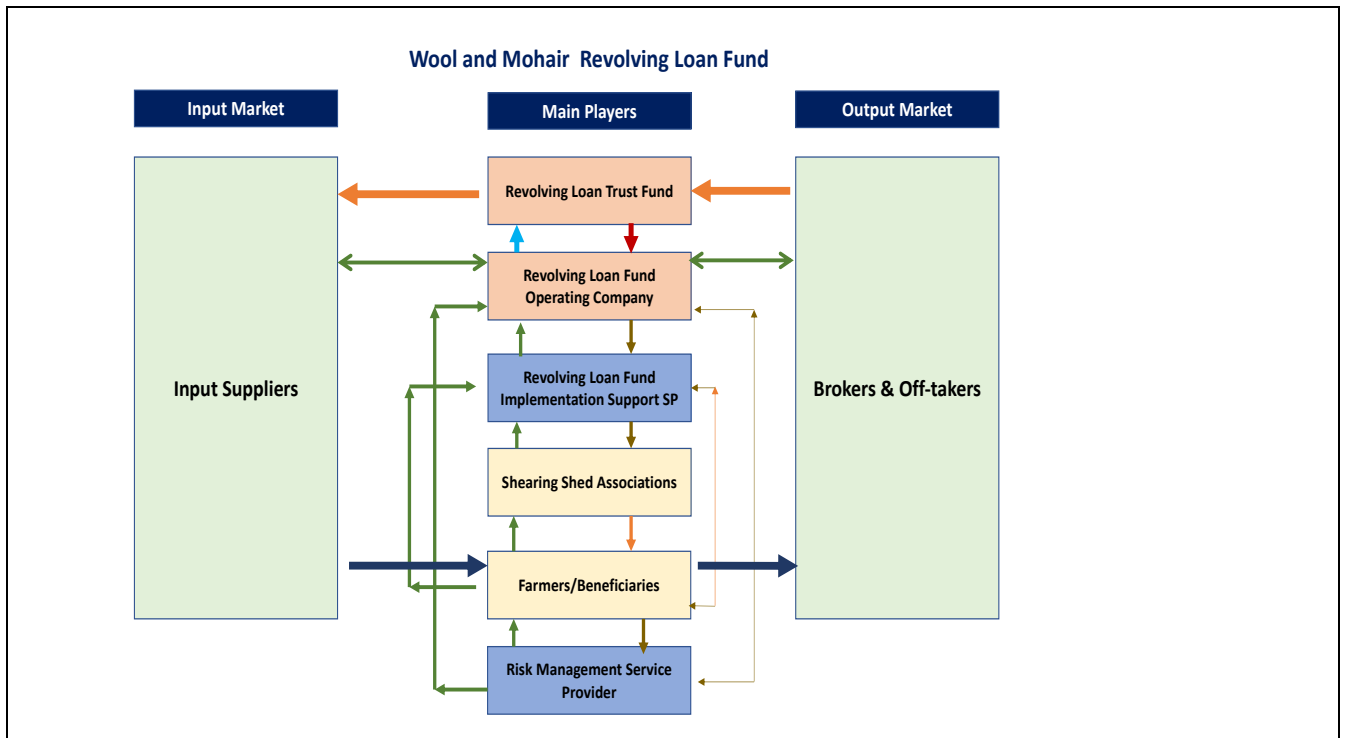 Wool and Mohair Revolving Loan Fund
Input Market
Main Players
Output Market
Revolving Loan Trust Fund
Revolving Loan Fund
Operating Company
Revolving Loan Fund
Implementation Support SP
Input Suppliers
Brokers & Off-takers
Shearing Shed Associations
Farmers/Beneficiaries
Risk Management Service
Provider